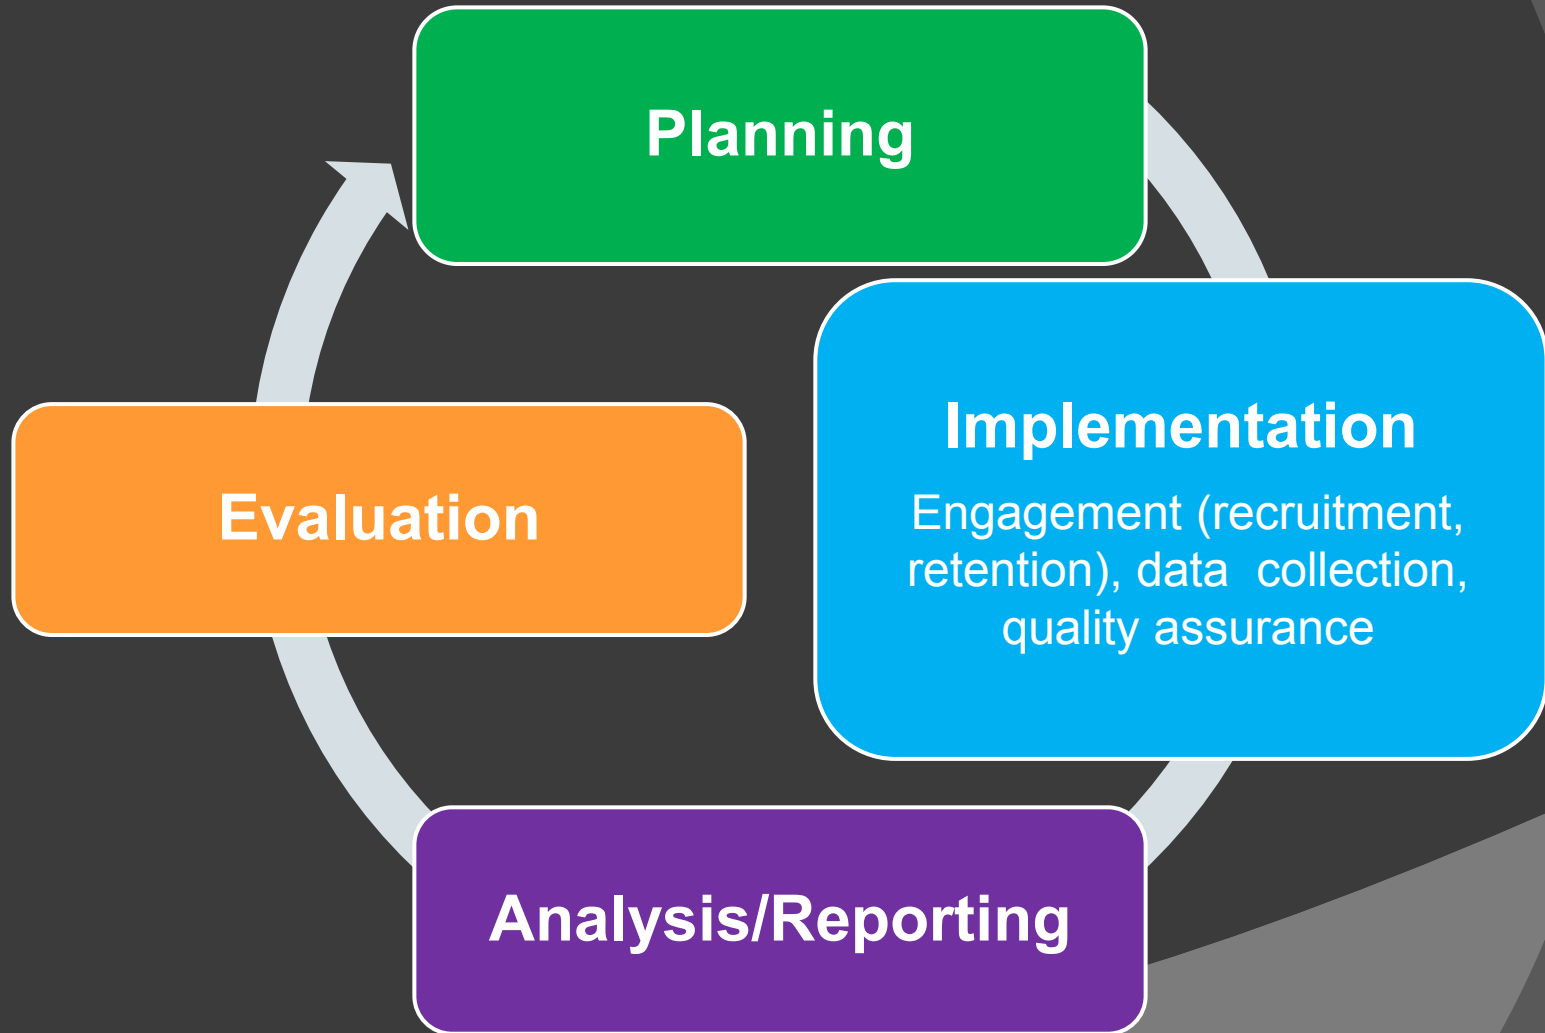 Planning
Implementation
Engagement (recruitment,
retention), data  collection,
quality assurance
Analysis/Reporting
Evaluation